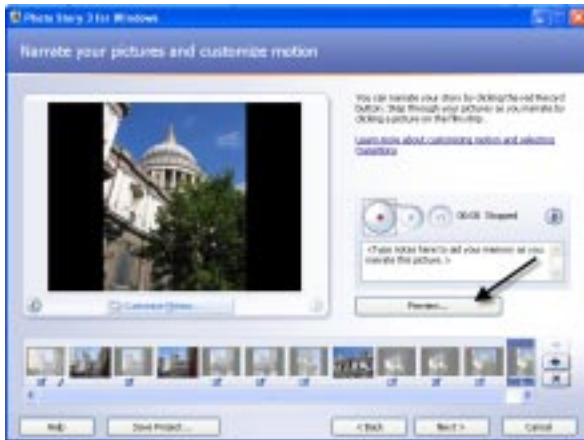 Photo Story 3 for Windows
Narrate your pictures and customize motion
You can narrate your story by clicking the red Record
button. Step through your pictures as you narrate by
clicking a picture on the film strip.
Learn more about customizing motion and selecting
transitions
00:00 Stopped
<Type notes here to aid your memory as you
narrate this picture. >
Preview...
Customize Motion...
Help
Save Project...
< Back
Next >
Cancel